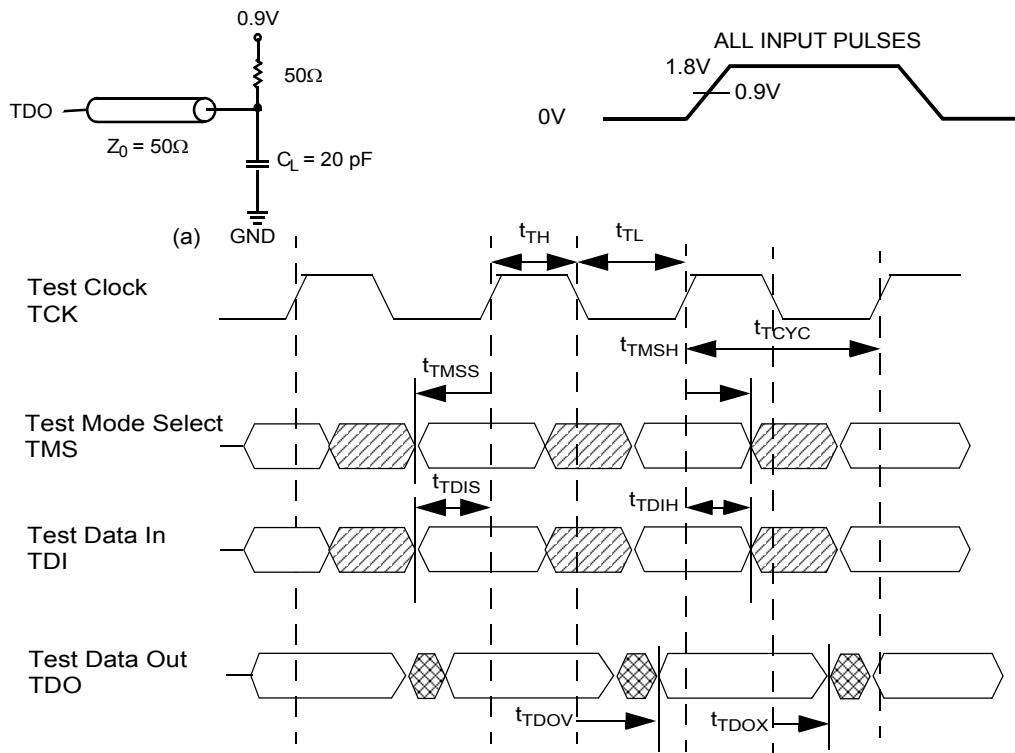 0.9V
50Ω
TDO
Z0 = 50Ω
CL = 20 pF
GND
(a)
ALL INPUT PULSES
1.8V
0.9V
0V
tTH
tTL
Test Clock
TCK
tTMSH
tTCYC
tTMSS
Test Mode Select
TMS
tTDIS
tTDIH
Test Data In
TDI
Test Data Out
TDO
tTDOV
tTDOX